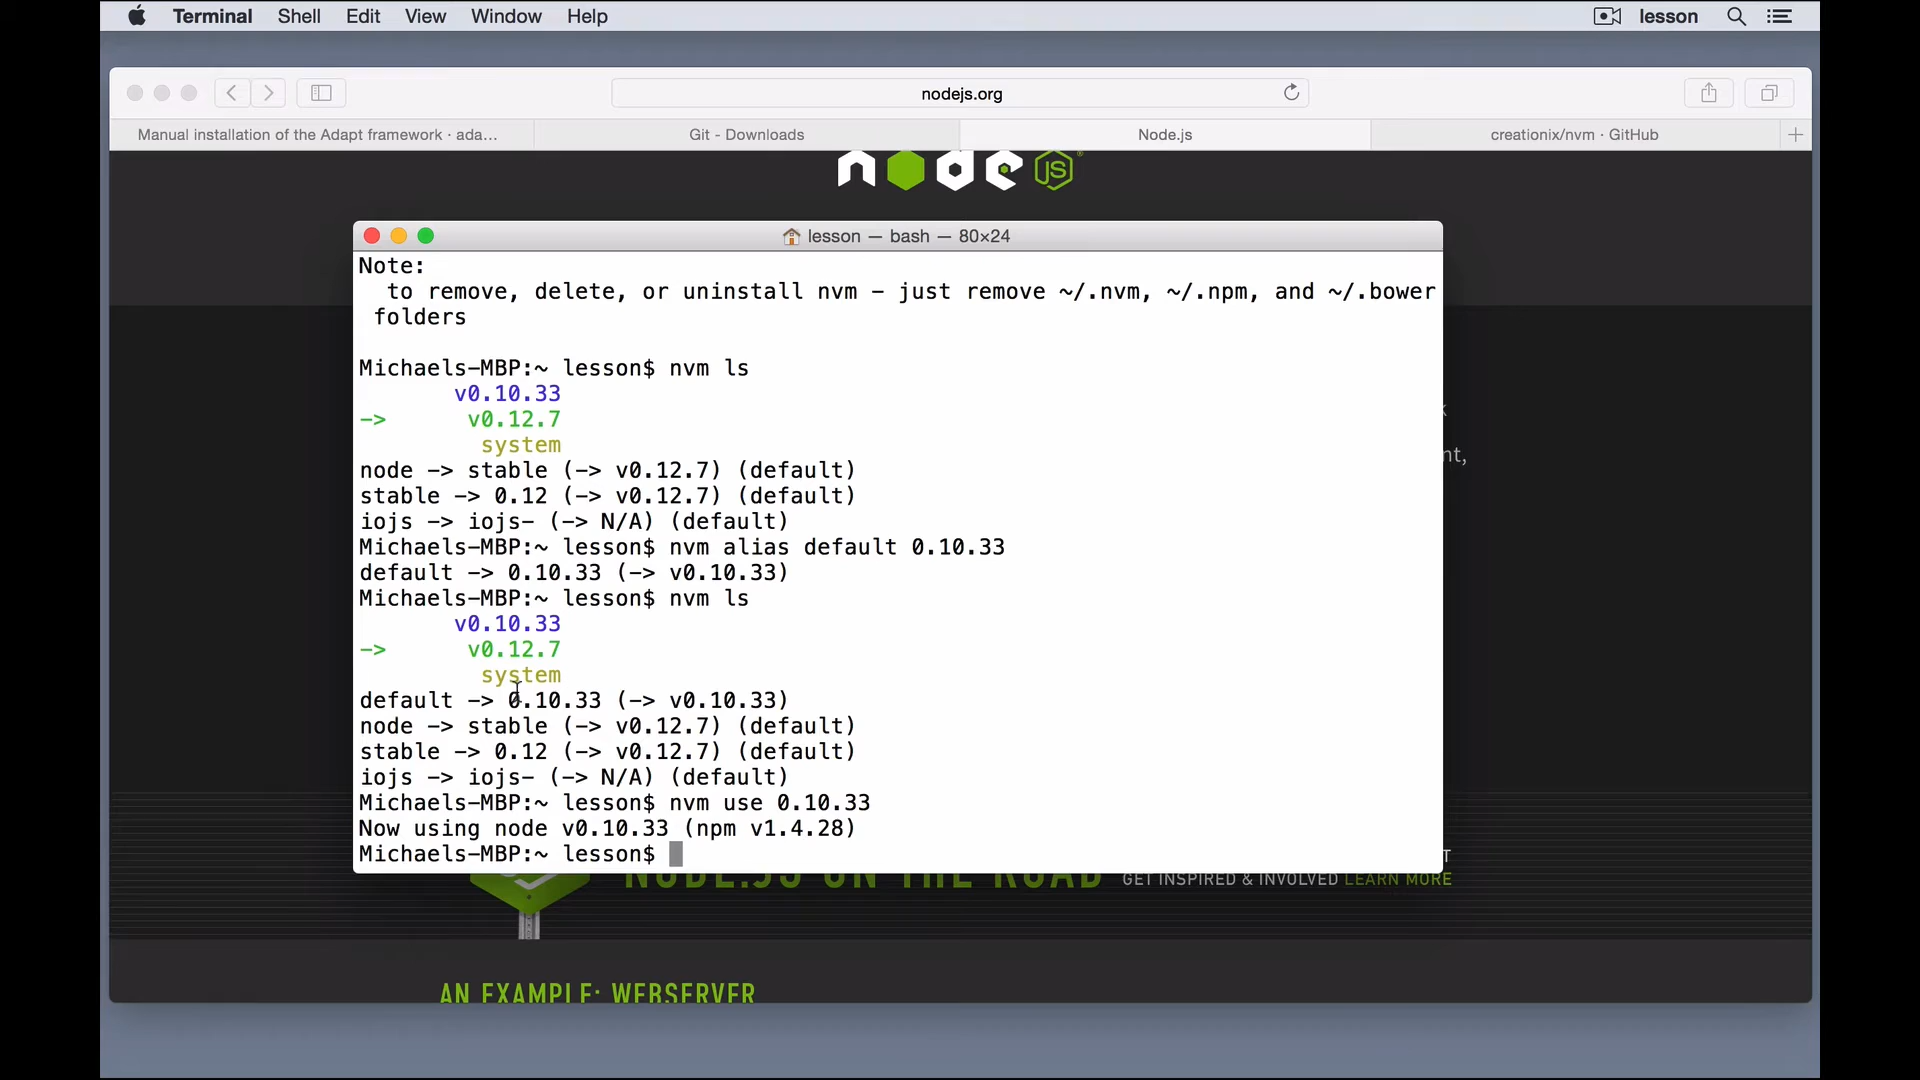 Terminal Shell Edit View Window Help lesson
nodejs.org
Manual installation of the Adapt framework · ada... Git - Downloads Node.js creationix/nvm · GitHub
node JS
lesson — bash — 80×24
Note:
to remove, delete, or uninstall nvm - just remove ~/.nvm, ~/.npm, and ~/.bower
folders
Michaels-MBP:~ lesson$ nvm ls
v0.10.33
-> v0.12.7
system
node -> stable (-> v0.12.7) (default)
stable -> 0.12 (-> v0.12.7) (default)
iojs -> iojs- (-> N/A) (default)
Michaels-MBP:~ lesson$ nvm alias default 0.10.33
default -> 0.10.33 (-> v0.10.33)
Michaels-MBP:~ lesson$ nvm ls
v0.10.33
-> v0.12.7
system
default -> 0.10.33 (-> v0.10.33)
node -> stable (-> v0.12.7) (default)
stable -> 0.12 (-> v0.12.7) (default)
iojs -> iojs- (-> N/A) (default)
Michaels-MBP:~ lesson$ nvm use 0.10.33
Now using node v0.10.33 (npm v1.4.28)
Michaels-MBP:~ lesson$
NODE.JS ON THE ROAD GET INSPIRED & INVOLVED LEARN MORE
AN EXAMPLE: WEBSERVER